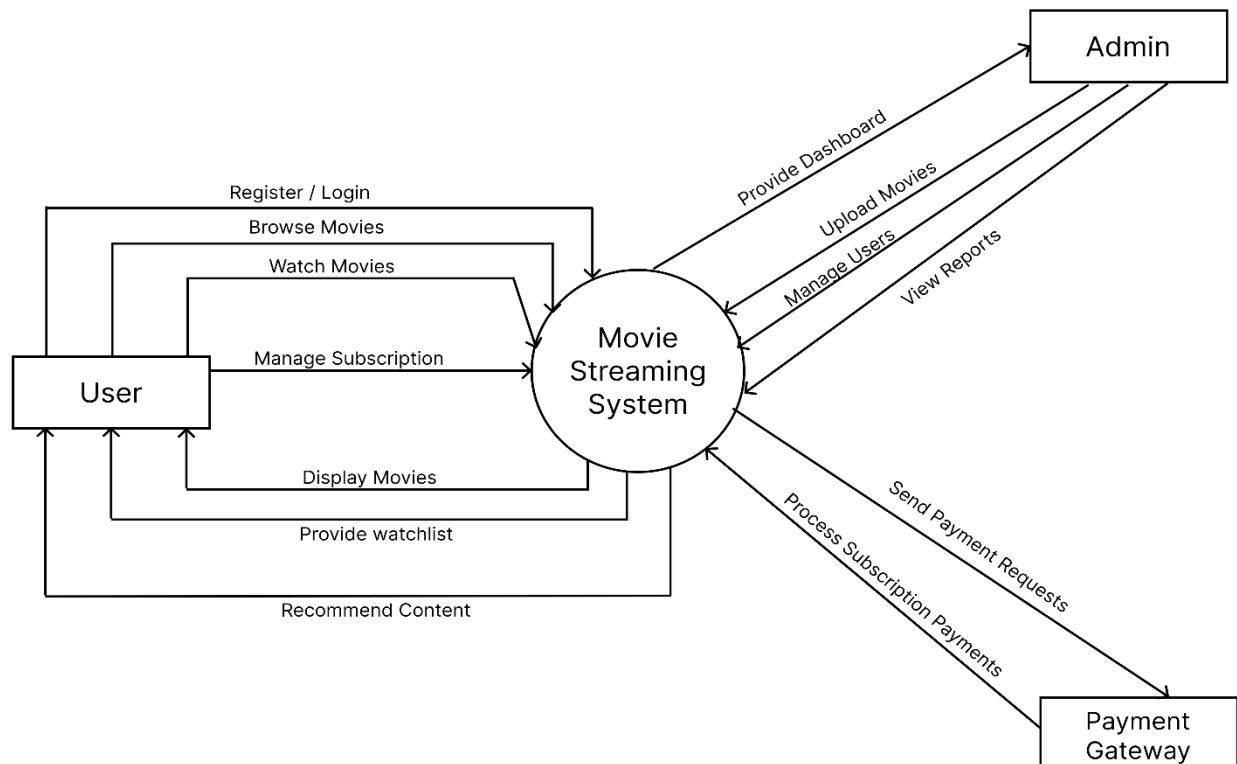 Admin
Provide Dashboard
Upload Movies
Manage Users
View Reports
Register / Login
Browse Movies
Watch Movies
Manage Subscription
User
Movie
Streaming
System
Display Movies
Provide watchlist
Recommend Content
Send Payment Requests
Process Subscription Payments
Payment
Gateway